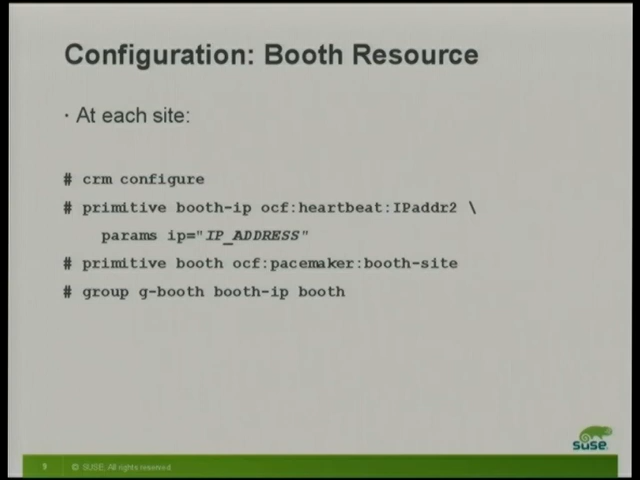 Configuration: Booth Resource
· At each site:
# crm configure
# primitive booth-ip ocf:heartbeat:IPaddr2 \
params ip="IP_ADDRESS"
# primitive booth ocf:pacemaker:booth-site
# group g-booth booth-ip booth
SUSE
9 © SUSE, All rights reserved.